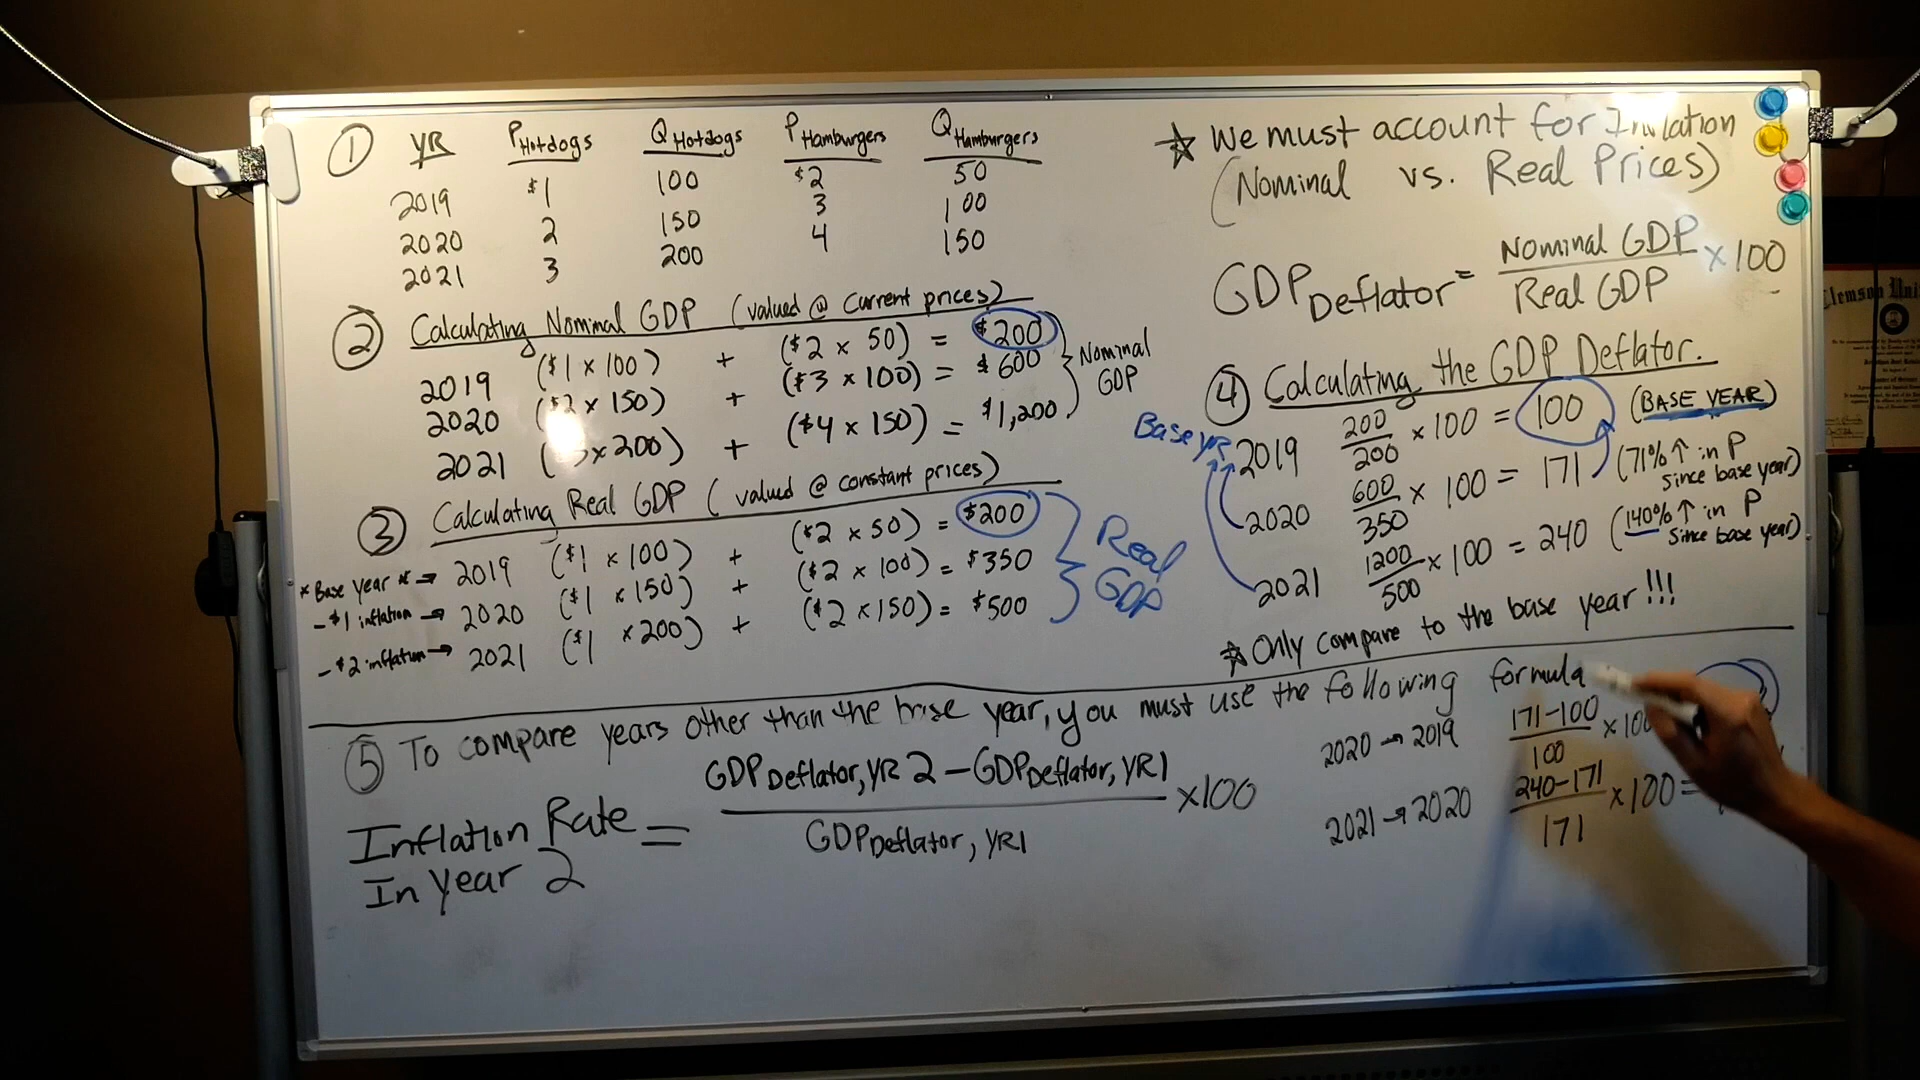 ① YR P Hotdogs Q Hotdogs P Hamburgers Q Hamburgers
2019 $1 100 $2 50
2020 2 150 3 100
2021 3 200 4 150
② Calculating Nominal GDP (valued @ current prices)
2019 ($1 x 100) + ($2 x 50) = $200
2020 ($2 x 150) + ($3 x 100) = $600
2021 ( x 200) + ($4 x 150) = $1,200
Nominal
GDP
③ Calculating Real GDP (valued @ constant prices)
* Base year * → 2019 ($1 x 100) + ($2 x 50) = $200
- $1 inflation → 2020 ($1 x 150) + ($2 x 100) = $350
- $2 inflation → 2021 ($1 x 200) + ($2 x 150) = $500
Real
GDP
☆ We must account for Inflation
(Nominal vs. Real Prices)
GDP Deflator = Nominal GDP / Real GDP x 100
④ Calculating the GDP Deflator.
Base YR 2019 200/200 x 100 = 100 (BASE YEAR)
2020 600/350 x 100 = 171 (71% ↑ in P
since base year)
2021 1200/500 x 100 = 240 (140% ↑ in P
since base year)
☆ Only compare to the base year!!!
⑤ To compare years other than the base year, you must use the following formula
Inflation Rate
In Year 2 = GDP Deflator, YR 2 - GDP Deflator, YR 1 / GDP Deflator, YR 1 x 100
2020 → 2019 171-100/100 x 100
2021 → 2020 240-171/171 x 100 =
Clemson